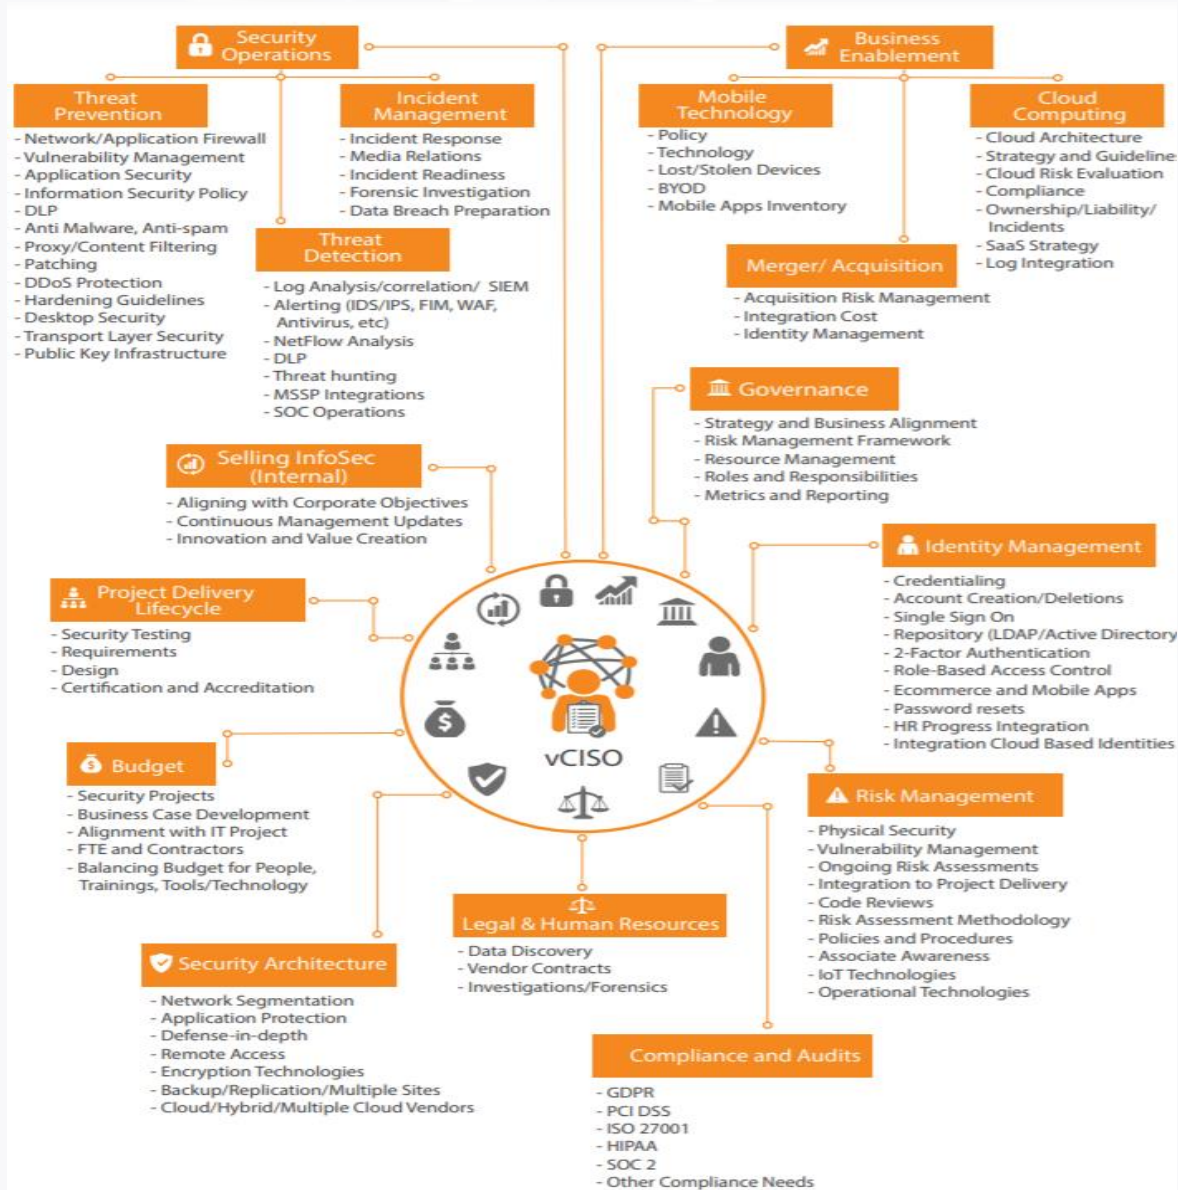 Security
Operations
Threat
Prevention
- Network/Application Firewall
- Vulnerability Management
- Application Security
- Information Security Policy
- DLP
- Anti Malware, Anti-spam
- Proxy/Content Filtering
- Patching
- DDoS Protection
- Hardening Guidelines
- Desktop Security
- Transport Layer Security
- Public Key Infrastructure
Incident
Management
- Incident Response
- Media Relations
- Incident Readiness
- Forensic Investigation
- Data Breach Preparation
Threat
Detection
- Log Analysis/correlation/ SIEM
- Alerting (IDS/IPS, FIM, WAF,
Antivirus, etc)
- NetFlow Analysis
- DLP
- Threat hunting
- MSSP Integrations
- SOC Operations
Business
Enablement
Mobile
Technology
- Policy
- Technology
- Lost/Stolen Devices
- BYOD
- Mobile Apps Inventory
Cloud
Computing
- Cloud Architecture
- Strategy and Guideline
- Cloud Risk Evaluation
- Compliance
- Ownership/Liability/
Incidents
- SaaS Strategy
- Log Integration
Merger/ Acquisition
- Acquisition Risk Management
- Integration Cost
- Identity Management
Governance
- Strategy and Business Alignment
- Risk Management Framework
- Resource Management
- Roles and Responsibilities
- Metrics and Reporting
Selling InfoSec
(Internal)
- Aligning with Corporate Objectives
- Continuous Management Updates
- Innovation and Value Creation
Identity Management
- Credentialing
- Account Creation/Deletions
- Single Sign On
- Repository (LDAP/Active Directory
- 2-Factor Authentication
- Role-Based Access Control
- Ecommerce and Mobile Apps
- Password resets
- HR Progress Integration
- Integration Cloud Based Identities
Project Delivery
Lifecycle
- Security Testing
- Requirements
- Design
- Certification and Accreditation
vCISO
Budget
- Security Projects
- Business Case Development
- Alignment with IT Project
- FTE and Contractors
- Balancing Budget for People,
Trainings, Tools/Technology
Risk Management
- Physical Security
- Vulnerability Management
- Ongoing Risk Assessments
- Integration to Project Delivery
- Code Reviews
- Risk Assessment Methodology
- Policies and Procedures
- Associate Awareness
- IoT Technologies
- Operational Technologies
Legal & Human Resources
- Data Discovery
- Vendor Contracts
- Investigations/Forensics
Security Architecture
- Network Segmentation
- Application Protection
- Defense-in-depth
- Remote Access
- Encryption Technologies
- Backup/Replication/Multiple Sites
- Cloud/Hybrid/Multiple Cloud Vendors
Compliance and Audits
- GDPR
- PCI DSS
- ISO 27001
- HIPAA
- SOC 2
- Other Compliance Needs